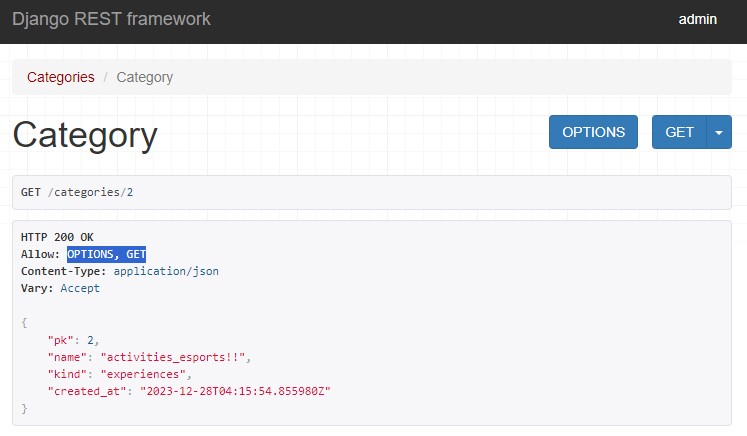 Django REST framework admin
Categories / Category
Category OPTIONS GET
GET /categories/2
HTTP 200 OK
Allow: OPTIONS, GET
Content-Type: application/json
Vary: Accept
{
    "pk": 2,
    "name": "activities_esports!!",
    "kind": "experiences",
    "created_at": "2023-12-28T04:15:54.855980Z"
}